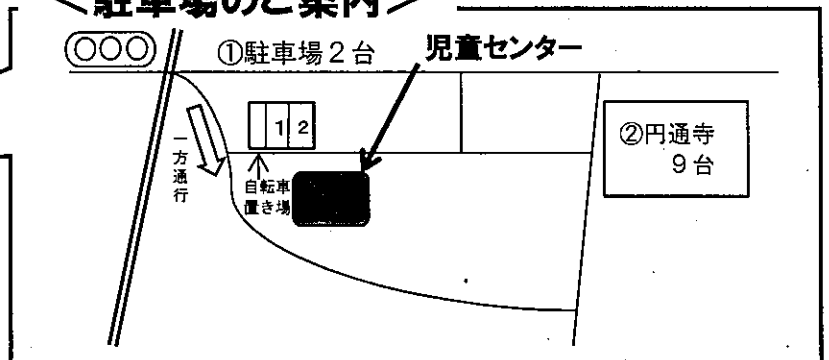 ＜駐車場のご案内＞
①駐車場２台
児童センター
1 2
②円通寺
９台
一方通行
自転車
置き場